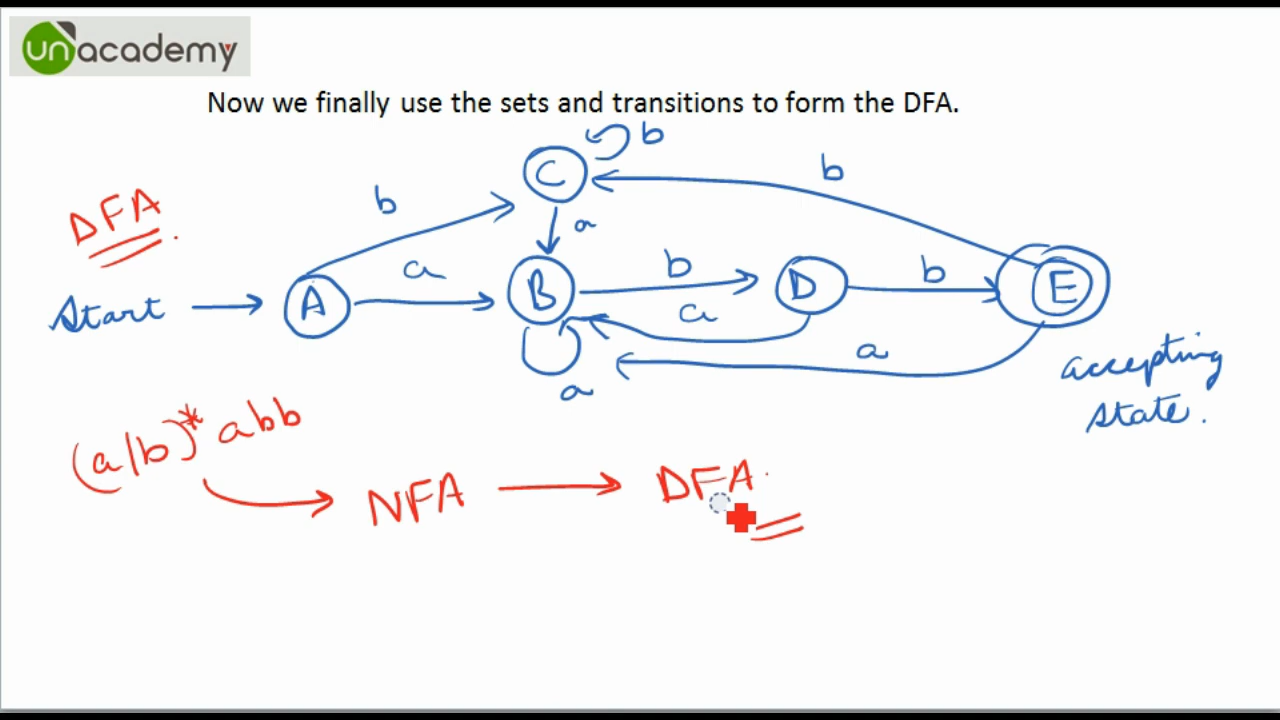 unacademy
Now we finally use the sets and transitions to form the DFA.
b
C
b
DFA.
b
a
a
b
b
Start
A
B
D
E
a
a
a
accepting
state.
(a/b)* abb
NFA
DFA.